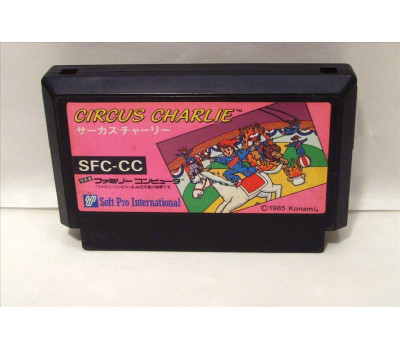 CIRCUS CHARLIE™
サーカス チャーリー
SFC-CC
ファミリー コンピュータ
Soft Pro International
©1985 Konami